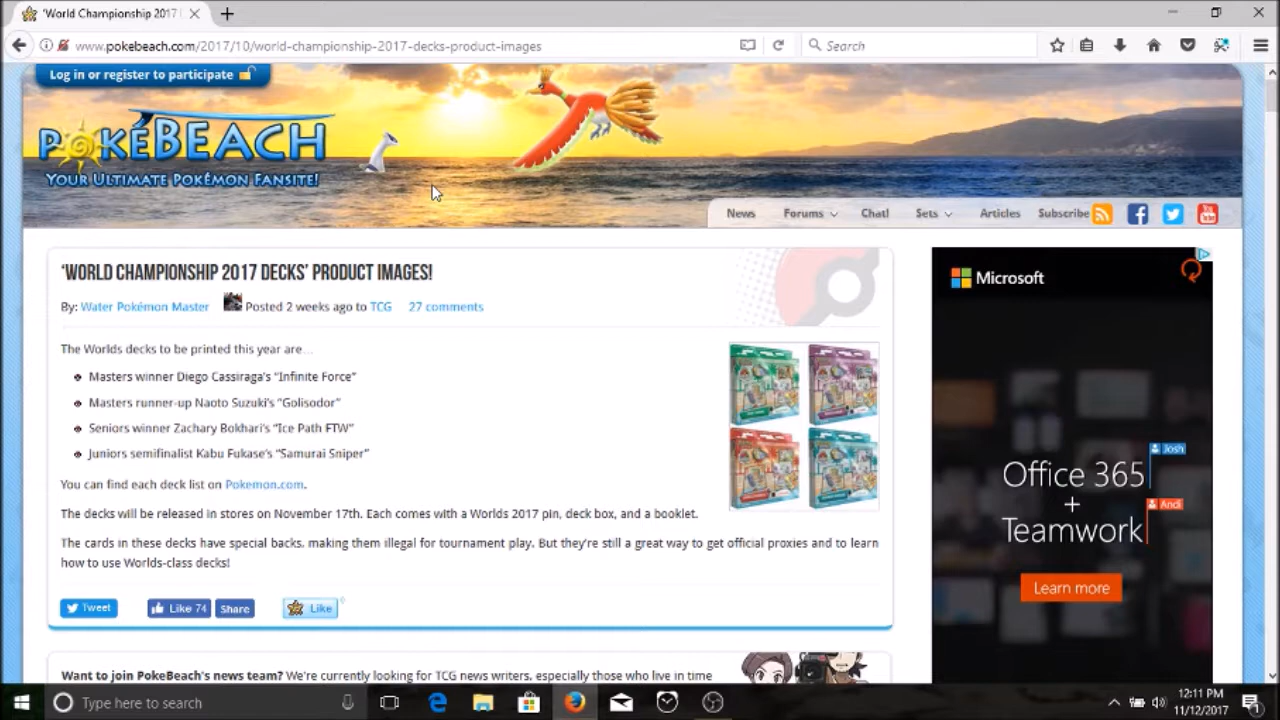 'World Championship 2017
www.pokebeach.com/2017/10/world-championship-2017-decks-product-images
Search
Log in or register to participate
POKÉBEACH
YOUR ULTIMATE POKÉMON FANSITE!
News Forums Chat! Sets Articles Subscribe
'WORLD CHAMPIONSHIP 2017 DECKS' PRODUCT IMAGES!
By: Water Pokémon Master Posted 2 weeks ago to TCG 27 comments
The Worlds decks to be printed this year are...
Masters winner Diego Cassiraga's "Infinite Force"
Masters runner-up Naoto Suzuki's "Golisodor"
Seniors winner Zachary Bokhari's "Ice Path FTW"
Juniors semifinalist Kabu Fukase's "Samurai Sniper"
You can find each deck list on Pokemon.com.
The decks will be released in stores on November 17th. Each comes with a Worlds 2017 pin, deck box, and a booklet.
The cards in these decks have special backs, making them illegal for tournament play. But they're still a great way to get official proxies and to learn
how to use Worlds-class decks!
Tweet Like 74 Share Like 0
Want to join PokeBeach's news team? We're currently looking for TCG news writers, especially those who live in time
Microsoft
Josh
Office 365
+
Andi
Teamwork
Learn more
Type here to search
12:11 PM
11/12/2017
1